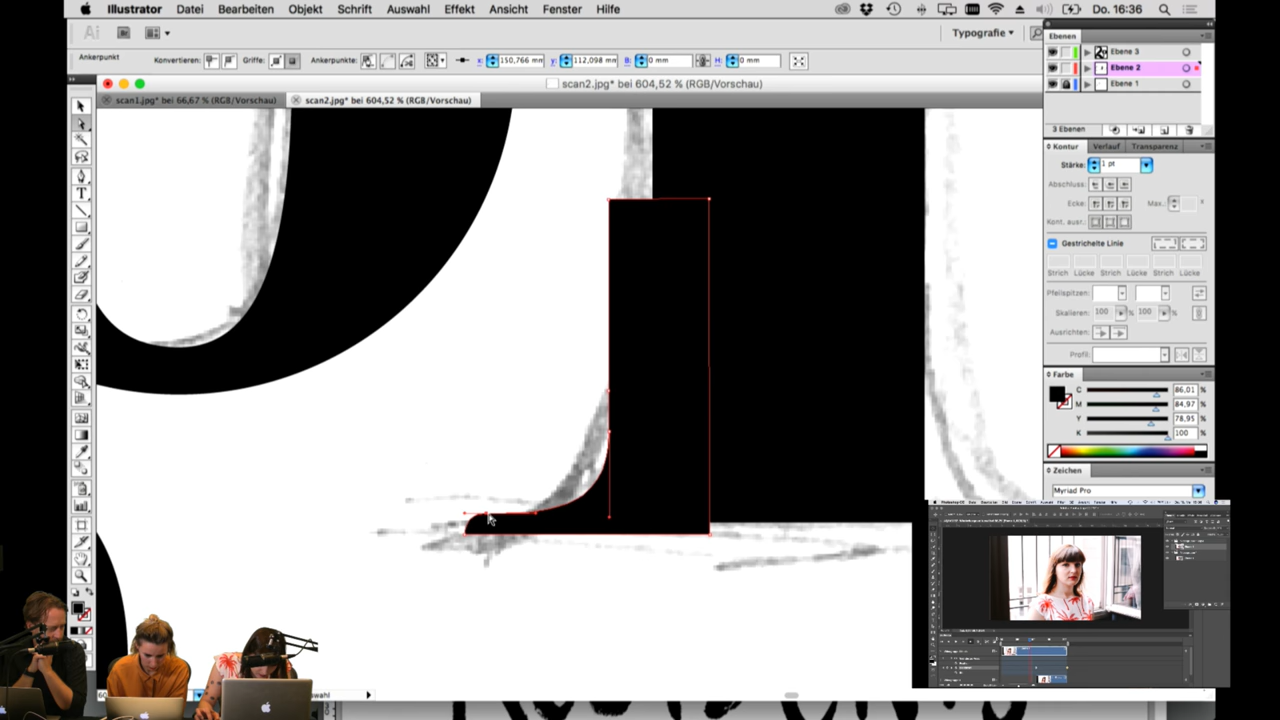 Illustrator Datei Bearbeiten Objekt Schrift Auswahl Effekt Ansicht Fenster Hilfe Do. 16:36
Ai Br Typografie
Ankerpunkt Konvertieren: Griffe: Ankerpunkte: x: 150,766 mm y: 112,098 mm B: 0 mm H: 0 mm
scan2.jpg* bei 604,52 % (RGB/Vorschau)
scan1.jpg* bei 66,67 % (RGB/Vorschau) scan2.jpg* bei 604,52 % (RGB/Vorschau)
Ebenen
Ebene 3
Ebene 2
Ebene 1
3 Ebenen
Kontur Verlauf Transparenz
Stärke: 1 pt
Abschluss:
Ecke: Max.: x
Kont. ausr.:
Gestrichelte Linie
Strich Lücke Strich Lücke Strich Lücke
Pfeilspitzen:
Skalieren: 100 % 100 %
Ausrichten:
Profil:
Farbe
C 86,01 %
M 84,97 %
Y 78,95 %
K 100 %
Zeichen
Myriad Pro